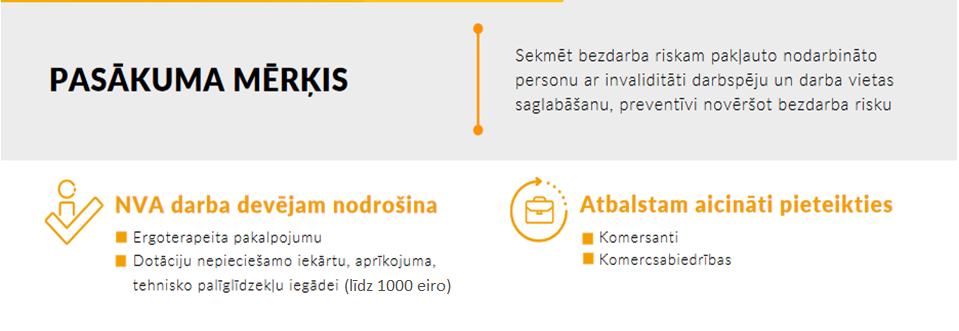 PASĀKUMA MĒRĶIS
Sekmēt bezdarba riskam pakļauto nodarbināto
personu ar invaliditāti darbspēju un darba vietas
saglabāšanu, preventīvi novēršot bezdarba risku
NVA darba devējam nodrošina
Ergoterapeita pakalpojumu
Dotāciju nepieciešamo iekārtu, aprīkojuma,
tehnisko palīglīdzekļu iegādei (līdz 1000 eiro)
Atbalstam aicināti pieteikties
Komersanti
Komercsabiedrības